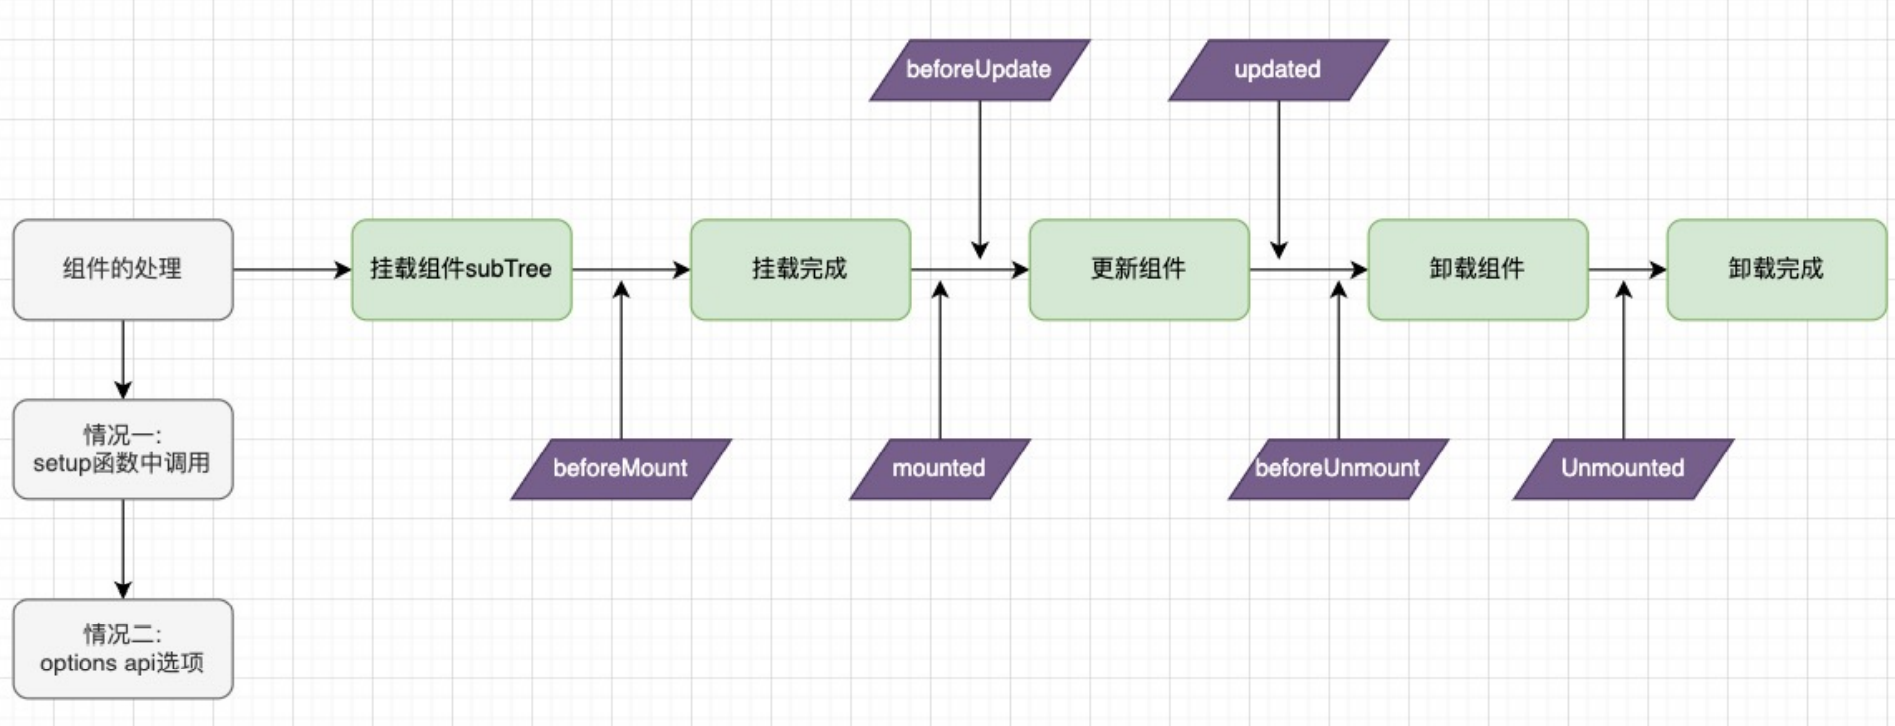 beforeUpdate
updated
组件的处理
挂载组件subTree
挂载完成
更新组件
卸载组件
卸载完成
情况一:
setup函数中调用
beforeMount
mounted
beforeUnmount
Unmounted
情况二:
options api选项